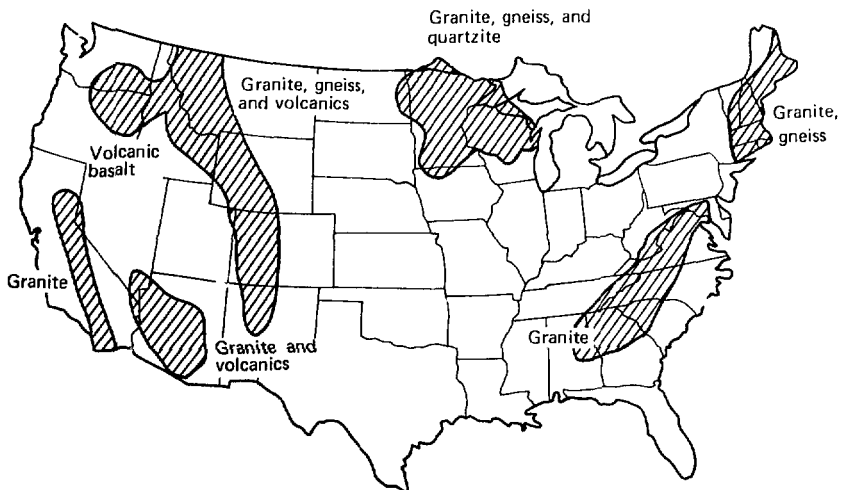 Granite, gneiss, and
quartzite
Granite, gneiss,
and volcanics
Granite,
gneiss
Volcanic
basalt
Granite
Granite and
volcanics
Granite